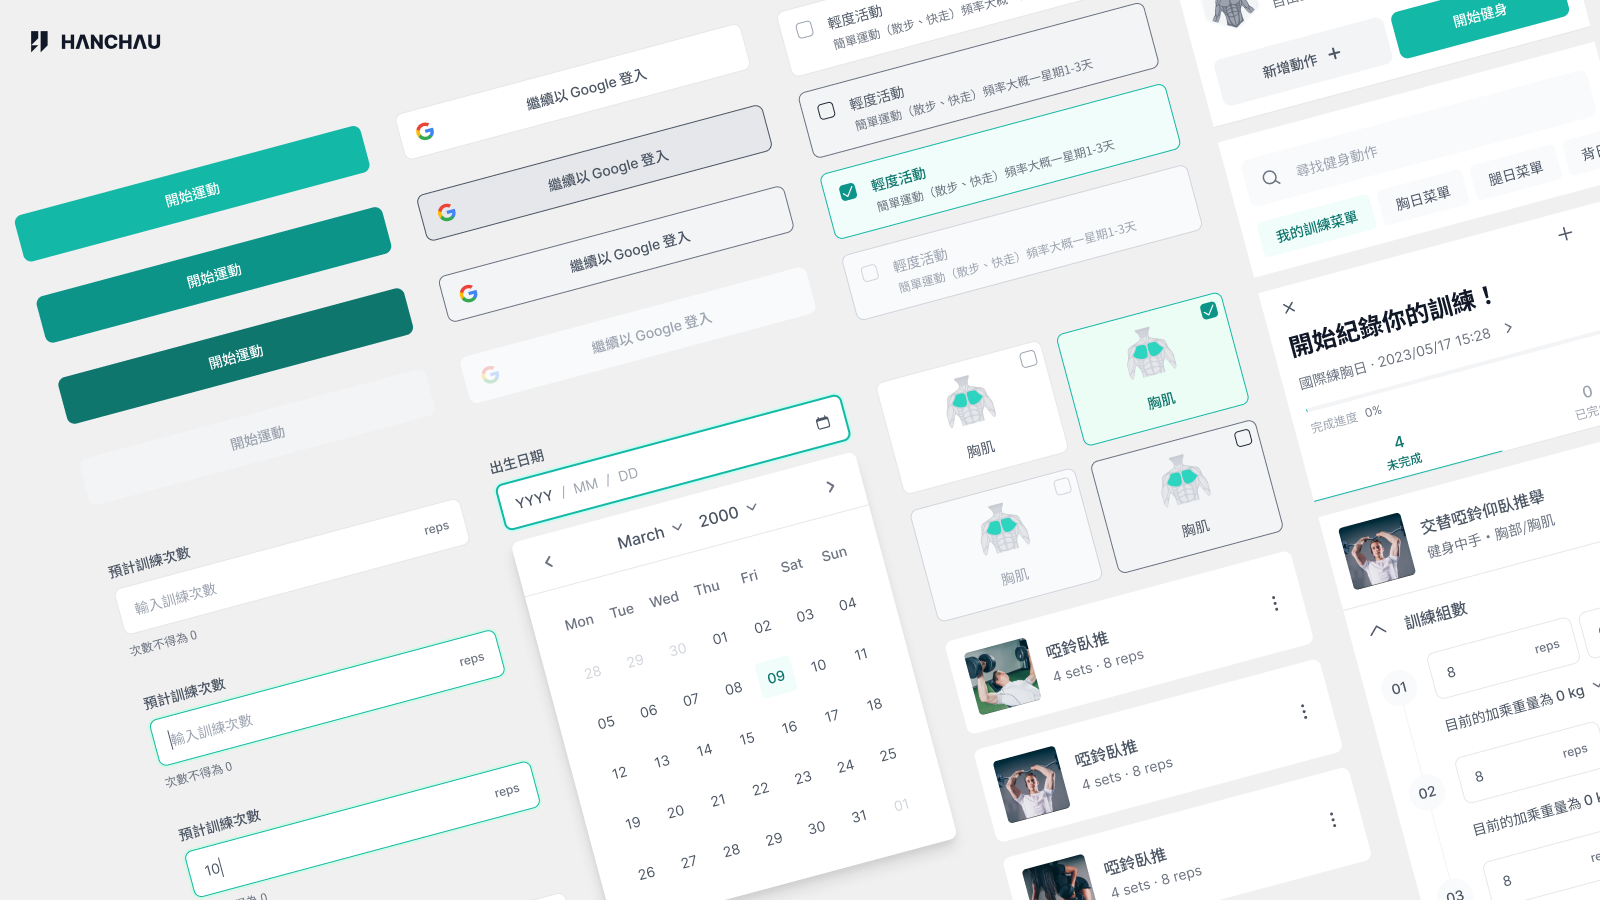 HANCHAU
開始運動
開始運動
開始運動
開始運動
預計訓練次數
輸入訓練次數
reps
次數不得為 0
預計訓練次數
輸入訓練次數
reps
次數不得為 0
預計訓練次數
10
reps
為 0
繼續以 Google 登入
繼續以 Google 登入
繼續以 Google 登入
繼續以 Google 登入
出生日期
YYYY / MM / DD
March 2000
Mon Tue Wed Thu Fri Sat Sun
28 29 30 01 02 03 04
05 06 07 08 09 10 11
12 13 14 15 16 17 18
19 20 21 22 23 24 25
26 27 28 29 30 31 01
輕度活動
簡單運動（散步、快走）頻率大概一星期1-3天
輕度活動
簡單運動（散步、快走）頻率大概一星期1-3天
輕度活動
簡單運動（散步、快走）頻率大概一星期1-3天
輕度活動
簡單運動（散步、快走）頻率大概一星期1-3天
胸肌
胸肌
胸肌
胸肌
啞鈴臥推
4 sets · 8 reps
啞鈴臥推
4 sets · 8 reps
啞鈴臥推
4 sets · 8 reps
新增動作
開始健身
尋找健身動作
我的訓練菜單
胸日菜單
腿日菜單
背日
開始紀錄你的訓練！
國際練胸日 · 2023/05/17 15:28
完成進度 0%
4
未完成
0
已完
交替啞鈴仰臥推舉
健身中手・胸部/胸肌
訓練組數
01
8
reps
目前的加乘重量為 0 kg
02
8
reps
目前的加乘重量為 0 k
03
8
re